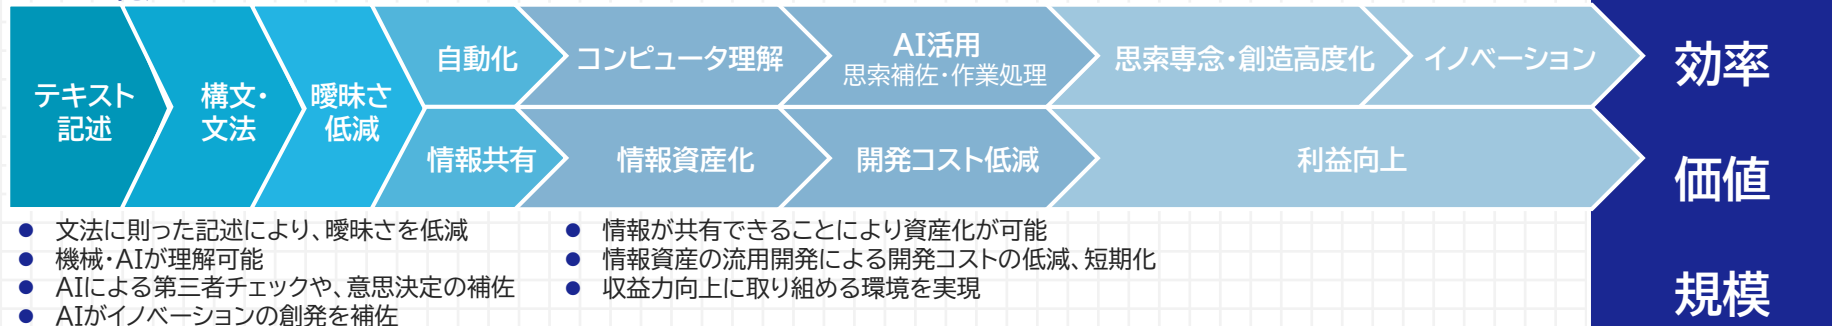 テキスト
記述
構文・
文法
曖昧さ
低減
自動化
コンピュータ理解
AI活用
思索補佐・作業処理
思索専念・創造高度化
イノベーション
情報共有
情報資産化
開発コスト低減
利益向上
効率
価値
規模
● 文法に則った記述により、曖昧さを低減
● 機械・AIが理解可能
● AIによる第三者チェックや、意思決定の補佐
● AIがイノベーションの創発を補佐
● 情報が共有できることにより資産化が可能
● 情報資産の流用開発による開発コストの低減、短期化
● 収益力向上に取り組める環境を実現